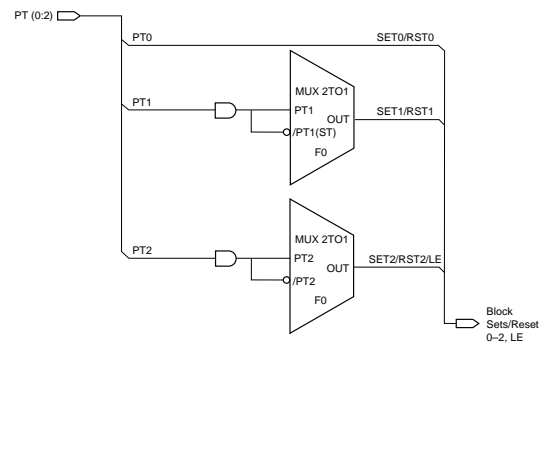 PT (0:2)
PT0
SET0/RST0
MUX 2TO1
PT1
PT1
SET1/RST1
OUT
/PT1(ST)
F0
MUX 2TO1
PT2
PT2
SET2/RST2/LE
OUT
/PT2
F0
Block
Sets/Reset
0–2, LE